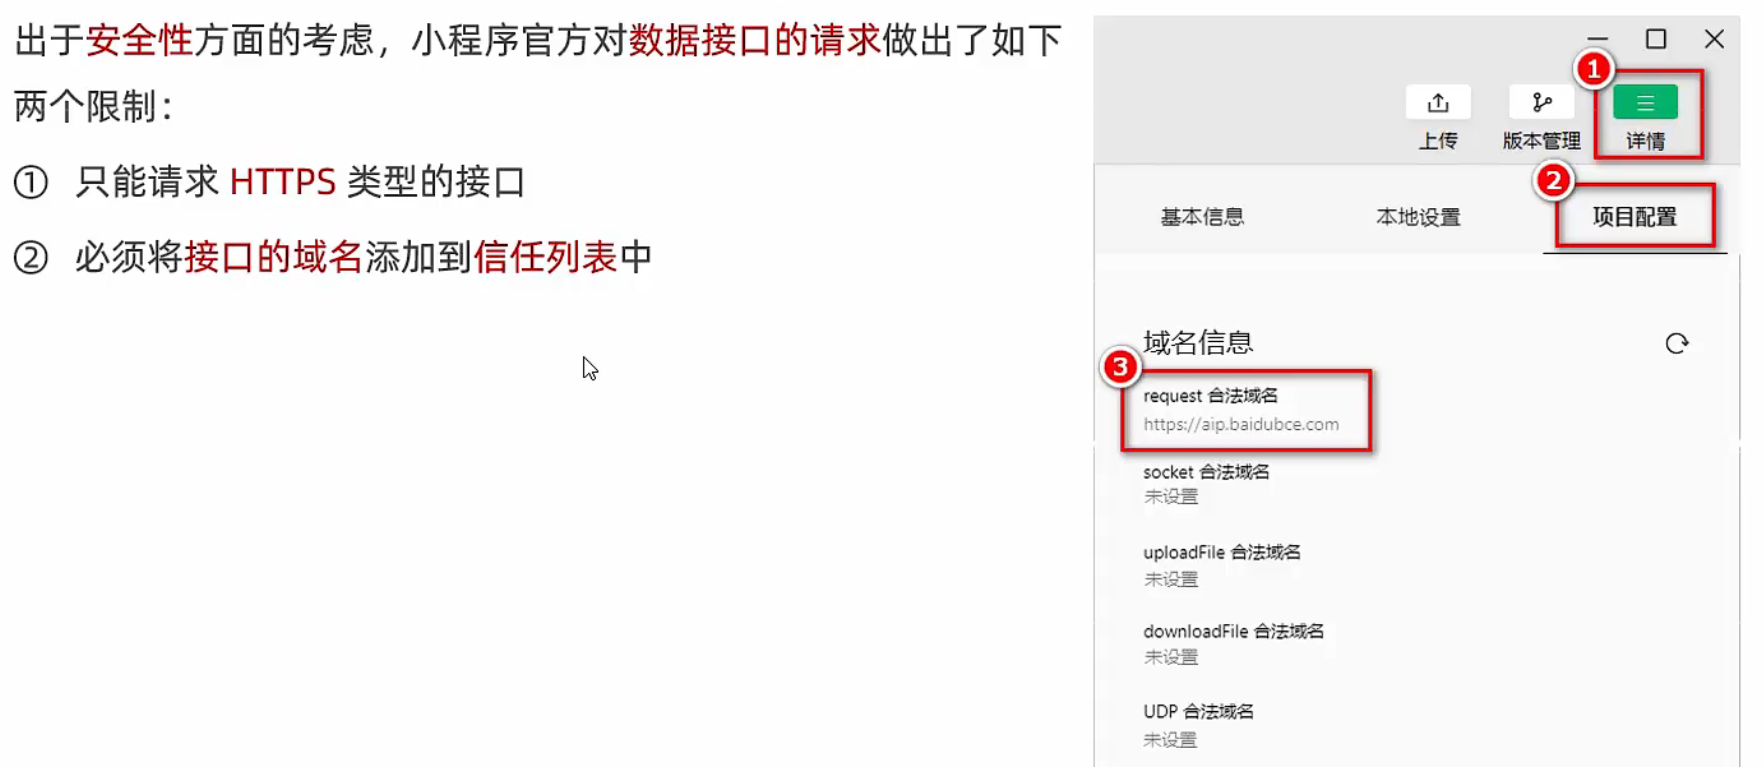 出于安全性方面的考虑，小程序官方对数据接口的请求做出了如下
两个限制：
① 只能请求 HTTPS 类型的接口
② 必须将接口的域名添加到信任列表中
1
上传
版本管理
详情
2
基本信息
本地设置
项目配置
域名信息
3
request 合法域名
https://aip.baidubce.com
socket 合法域名
未设置
uploadFile 合法域名
未设置
downloadFile 合法域名
未设置
UDP 合法域名
未设置